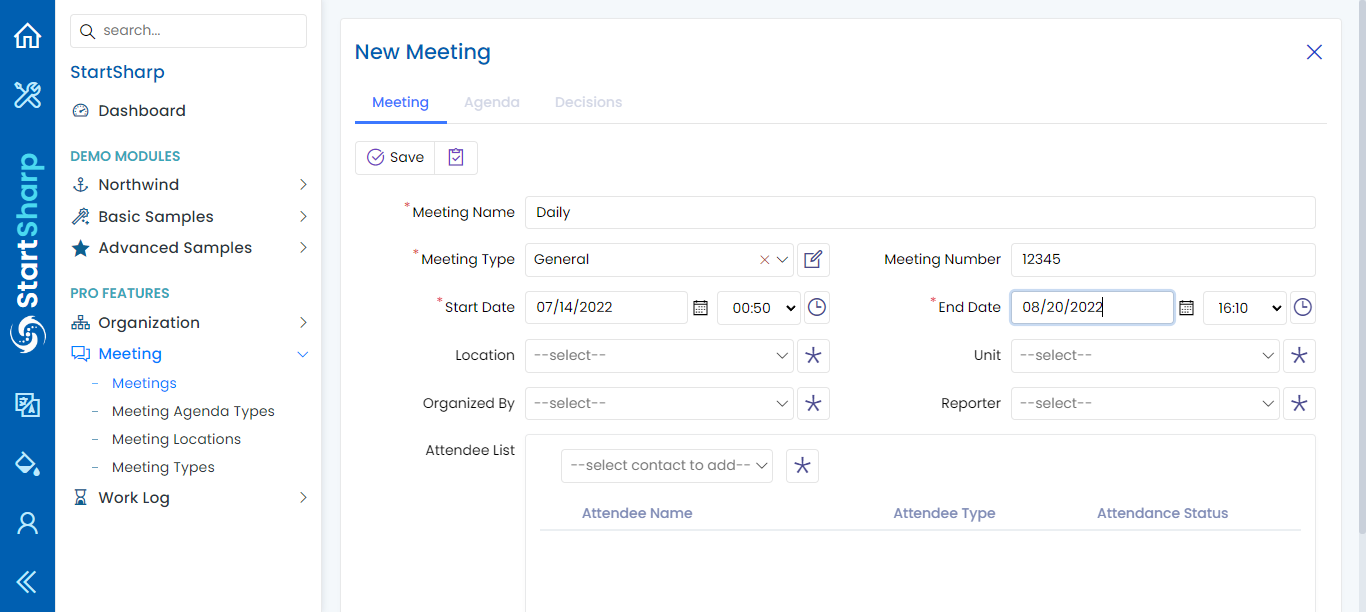 search...
StartSharp
Dashboard
DEMO MODULES
Northwind
Basic Samples
Advanced Samples
PRO FEATURES
Organization
Meeting
Meetings
Meeting Agenda Types
Meeting Locations
Meeting Types
Work Log
StartSharp
New Meeting
Meeting Agenda Decisions
Save
*Meeting Name Daily
*Meeting Type General Meeting Number 12345
*Start Date 07/14/2022 00:50 *End Date 08/20/2022 16:10
Location --select-- Unit --select--
Organized By --select-- Reporter --select--
Attendee List
--select contact to add--
Attendee Name Attendee Type Attendance Status